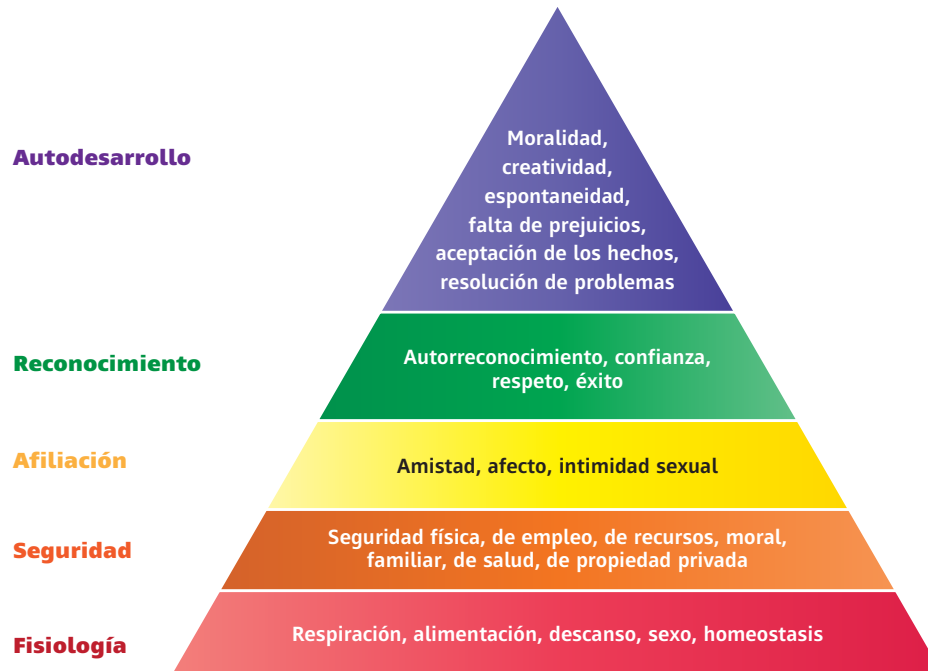 Autodesarrollo
Moralidad,
creatividad,
espontaneidad,
falta de prejuicios,
aceptación de los hechos,
resolución de problemas
Reconocimiento
Autorreconocimiento, confianza,
respeto, éxito
Afiliación
Amistad, afecto, intimidad sexual
Seguridad
Seguridad física, de empleo, de recursos, moral,
familiar, de salud, de propiedad privada
Fisiología
Respiración, alimentación, descanso, sexo, homeostasis